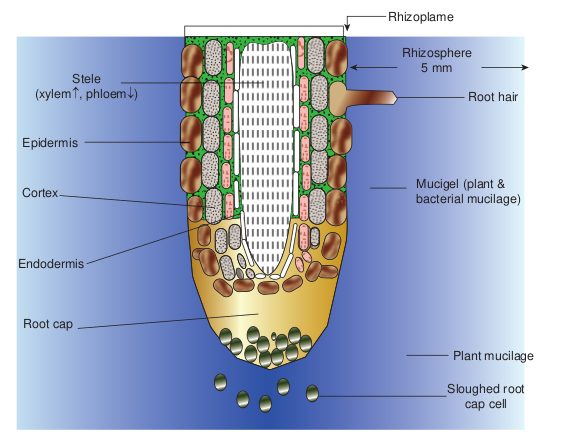 Rhizoplame
Rhizosphere
5 mm
Stele
(xylem↑, phloem↓)
Root hair
Epidermis
Mucigel (plant &
bacterial mucilage)
Cortex
Endodermis
Root cap
Plant mucilage
Sloughed root
cap cell